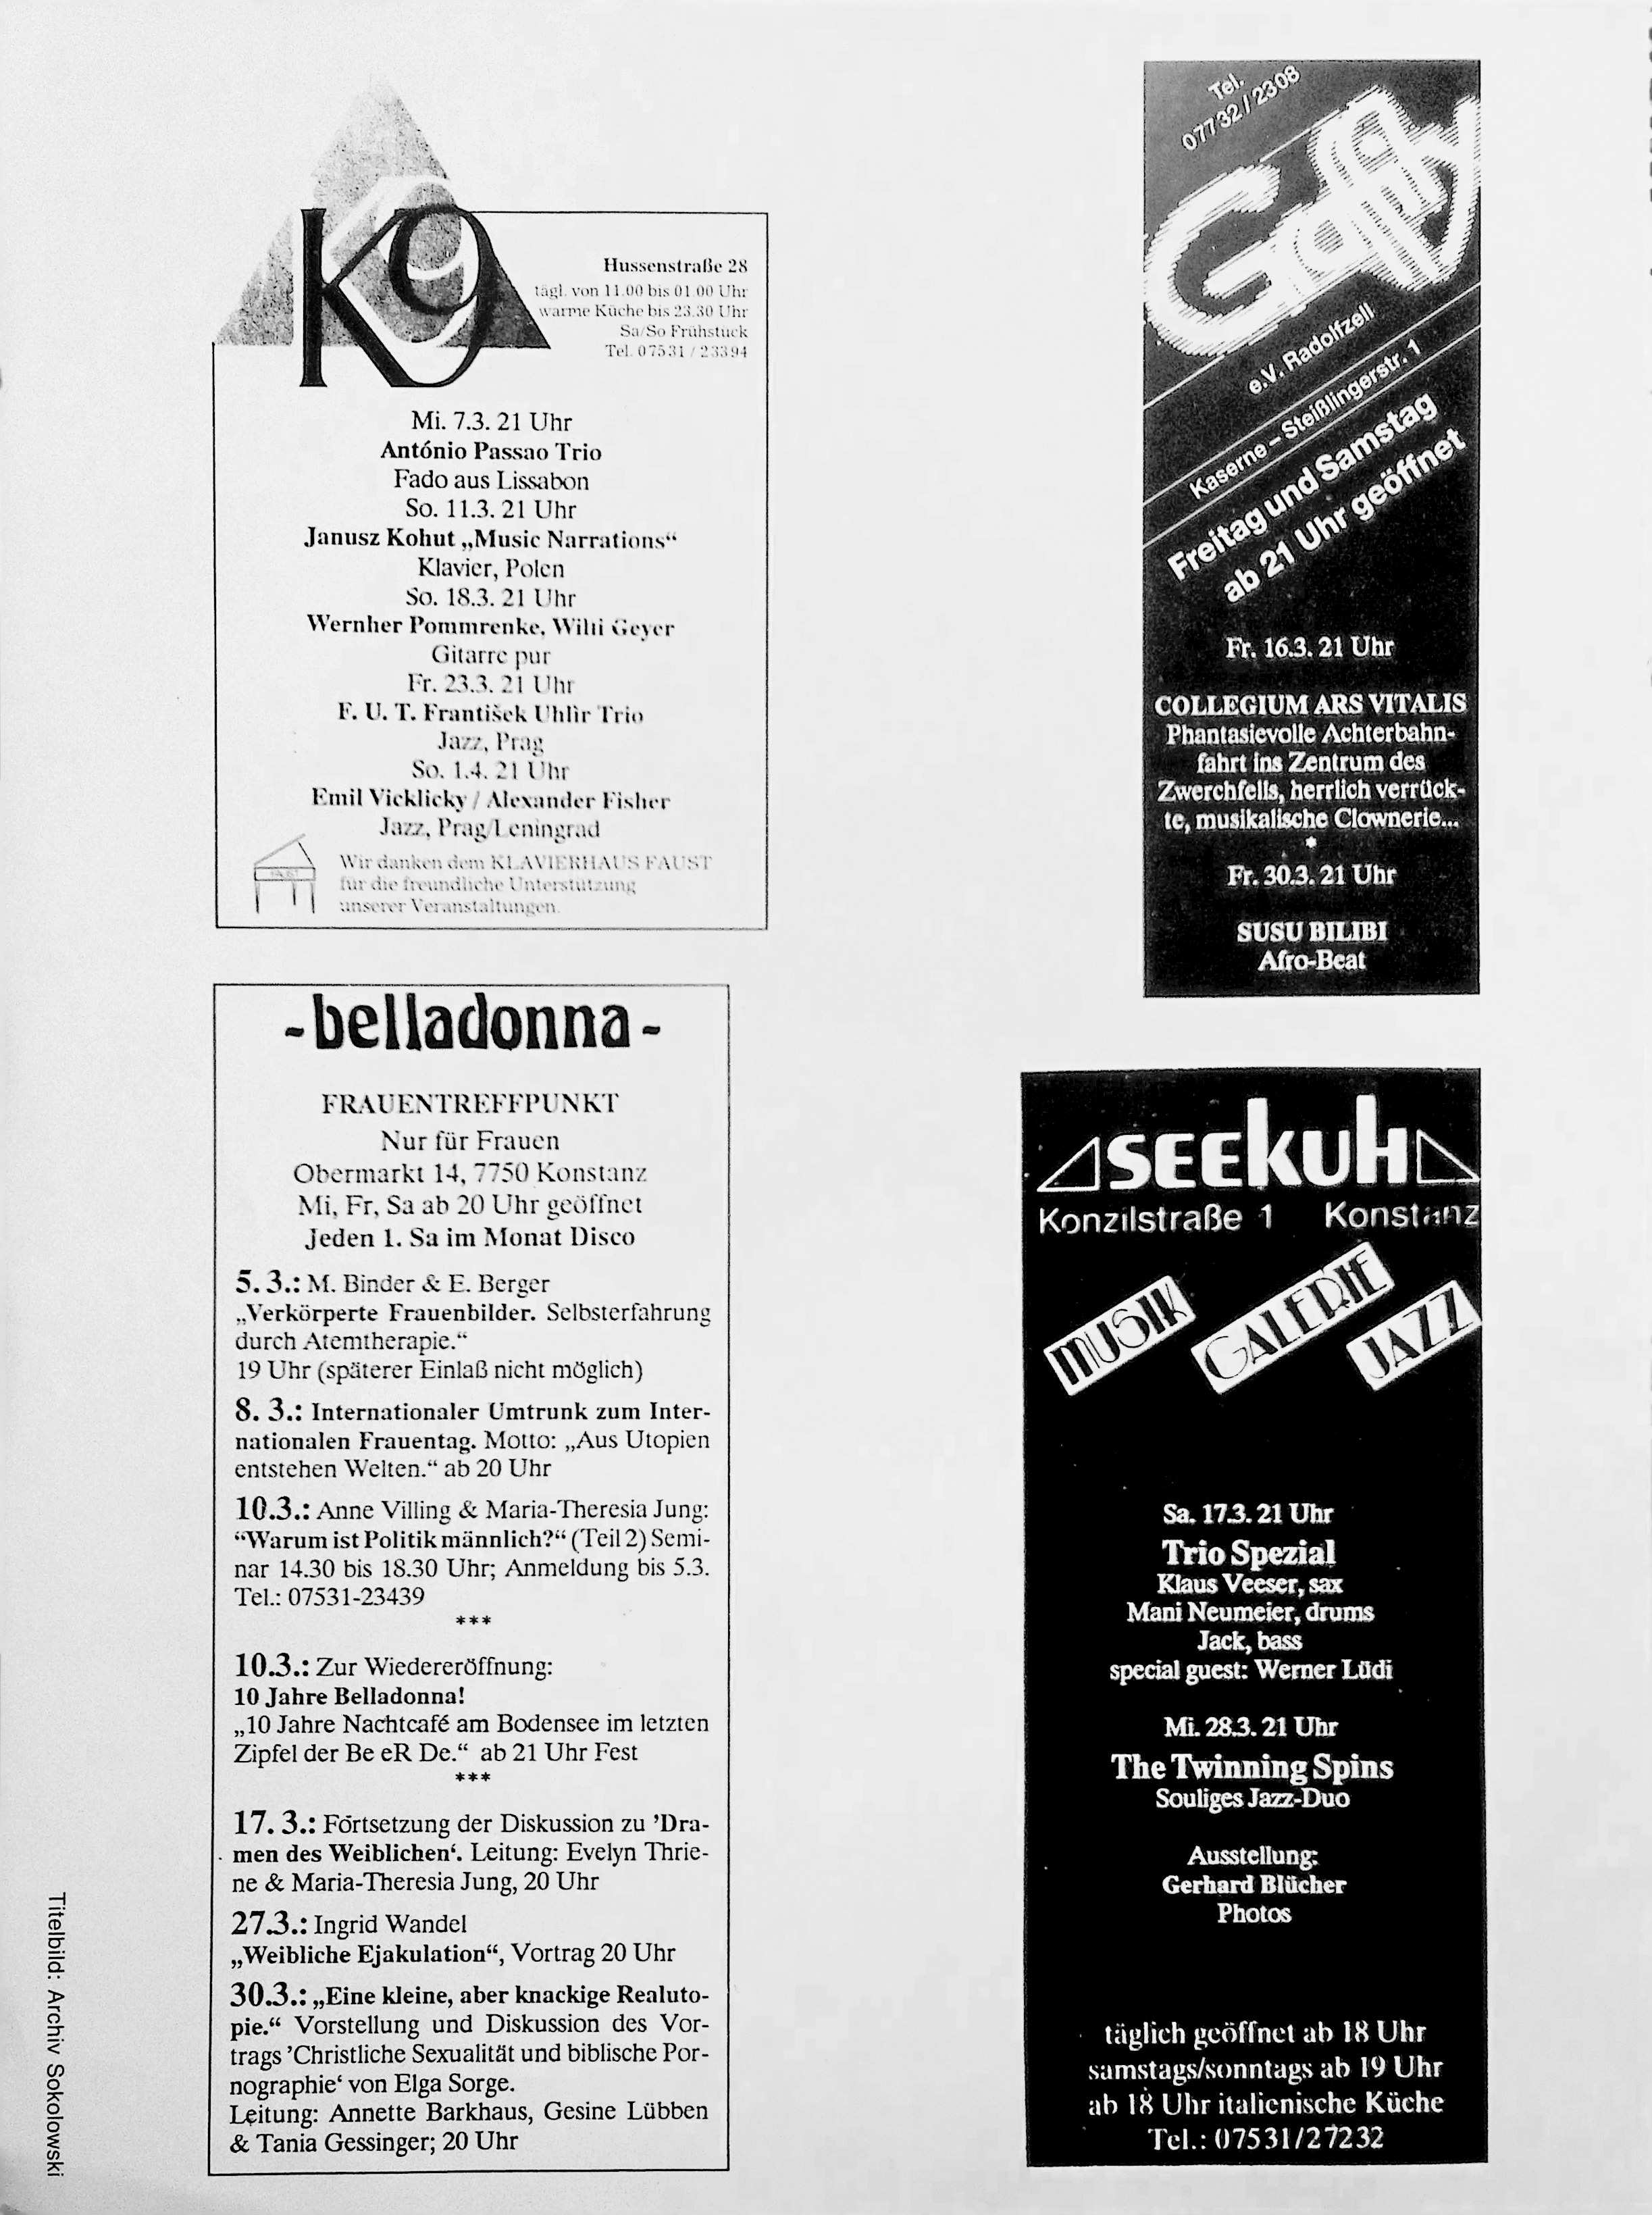 K9
Hussenstraße 28
tägl. von 11.00 bis 01.00 Uhr
warme Küche bis 23.30 Uhr
Sa/So Frühstück
Tel. 07531 / 23394
Mi. 7.3. 21 Uhr
António Passao Trio
Fado aus Lissabon
So. 11.3. 21 Uhr
Janusz Kohut „Music Narrations“
Klavier, Polen
So. 18.3. 21 Uhr
Wernher Pommrenke, Willi Geyer
Gitarre pur
Fr. 23.3. 21 Uhr
F. U. T. František Uhlìr Trio
Jazz, Prag
So. 1.4. 21 Uhr
Emil Vicklicky / Alexander Fisher
Jazz, Prag/Leningrad
Wir danken dem KLAVIERHAUS FAUST
für die freundliche Unterstützung
unserer Veranstaltungen.
-belladonna-
FRAUENTREFFPUNKT
Nur für Frauen
Obermarkt 14, 7750 Konstanz
Mi, Fr, Sa ab 20 Uhr geöffnet
Jeden 1. Sa im Monat Disco
5. 3.: M. Binder & E. Berger
„Verkörperte Frauenbilder. Selbsterfahrung
durch Atemtherapie.“
19 Uhr (späterer Einlaß nicht möglich)
8. 3.: Internationaler Umtrunk zum Inter-
nationalen Frauentag. Motto: „Aus Utopien
entstehen Welten.“ ab 20 Uhr
10.3.: Anne Villing & Maria-Theresia Jung:
“Warum ist Politik männlich?“ (Teil 2) Semi-
nar 14.30 bis 18.30 Uhr; Anmeldung bis 5.3.
Tel.: 07531-23439
***
10.3.: Zur Wiedereröffnung:
10 Jahre Belladonna!
„10 Jahre Nachtcafé am Bodensee im letzten
Zipfel der Be eR De.“ ab 21 Uhr Fest
***
17. 3.: Fortsetzung der Diskussion zu ’Dra-
men des Weiblichen‘. Leitung: Evelyn Thrie-
ne & Maria-Theresia Jung, 20 Uhr
27.3.: Ingrid Wandel
„Weibliche Ejakulation“, Vortrag 20 Uhr
30.3.: „Eine kleine, aber knackige Realuto-
pie.“ Vorstellung und Diskussion des Vor-
trags ’Christliche Sexualität und biblische Por-
nographie‘ von Elga Sorge.
Leitung: Annette Barkhaus, Gesine Lübben
& Tania Gessinger; 20 Uhr
Titelbild: Archiv Sokolowski
Tel.
07732 / 2308
Graffity
e.V. Radolfzell
Kaserne – Steißlingerstr. 1
Freitag und Samstag
ab 21 Uhr geöffnet
Fr. 16.3. 21 Uhr
COLLEGIUM ARS VITALIS
Phantasievolle Achterbahn-
fahrt ins Zentrum des
Zwerchfells, herrlich verrück-
te, musikalische Clownerie...
*
Fr. 30.3. 21 Uhr
SUSU BILIBI
Afro-Beat
SEEkuH
Konzilstraße 1 Konstanz
MUSIK
GALERIE
JAZZ
Sa. 17.3. 21 Uhr
Trio Spezial
Klaus Veeser, sax
Mani Neumeier, drums
Jack, bass
special guest: Werner Lüdi
Mi. 28.3. 21 Uhr
The Twinning Spins
Souliges Jazz-Duo
Ausstellung:
Gerhard Blücher
Photos
täglich geöffnet ab 18 Uhr
samstags/sonntags ab 19 Uhr
ab 18 Uhr italienische Küche
Tel.: 07531/27232